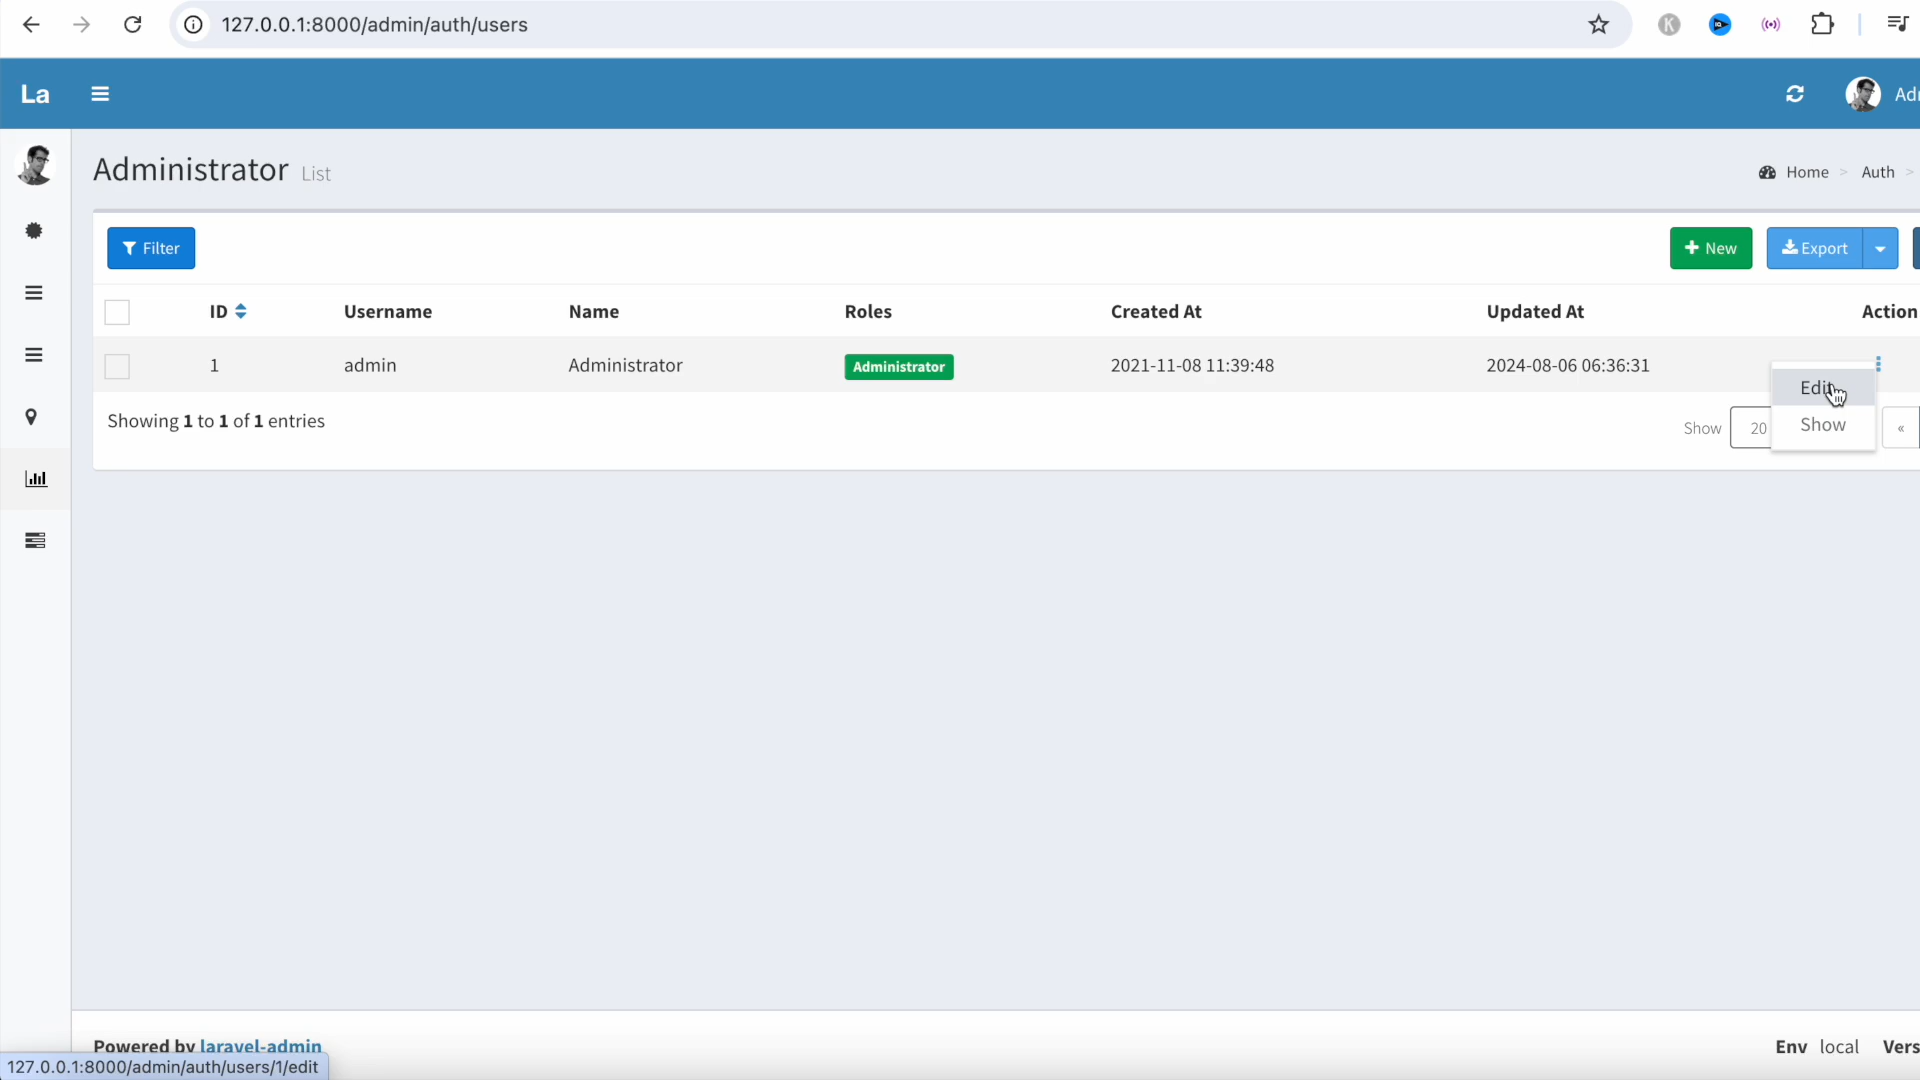 127.0.0.1:8000/admin/auth/users
La
Administrator List
Home > Auth >
Filter
New
Export
ID Username Name Roles Created At Updated At Action
1 admin Administrator Administrator 2021-11-08 11:39:48 2024-08-06 06:36:31
Edit
Showing 1 to 1 of 1 entries
Show 20
Show
«
Powered by laravel-admin
Env local
127.0.0.1:8000/admin/auth/users/1/edit